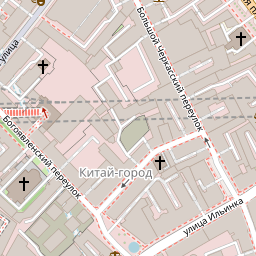 Большой Черкасский переулок
улица
Богоявленский переулок
Китай-город
улица Ильинка